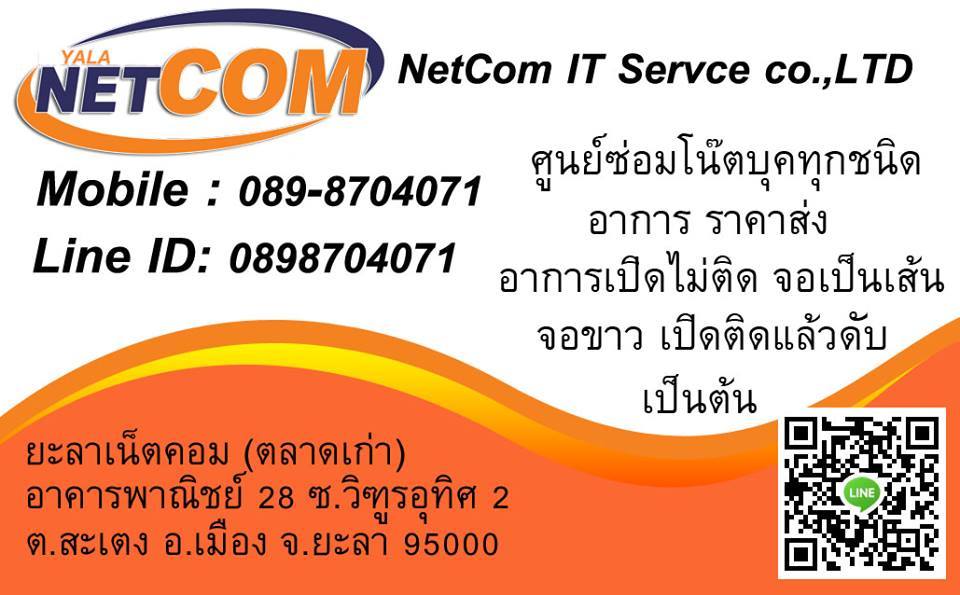 YALA
NETCOM
NetCom IT Servce co.,LTD
Mobile : 089-8704071
Line ID: 0898704071
ศูนย์ซ่อมโน๊ตบุคทุกชนิด
อาการ ราคาส่ง
อาการเปิดไม่ติด จอเป็นเส้น
จอขาว เปิดติดแล้วดับ
เป็นต้น
ยะลาเน็ตคอม (ตลาดเก่า)
อาคารพาณิชย์ 28 ซ.วิฑูรอุทิศ 2
ต.สะเตง อ.เมือง จ.ยะลา 95000
LINE